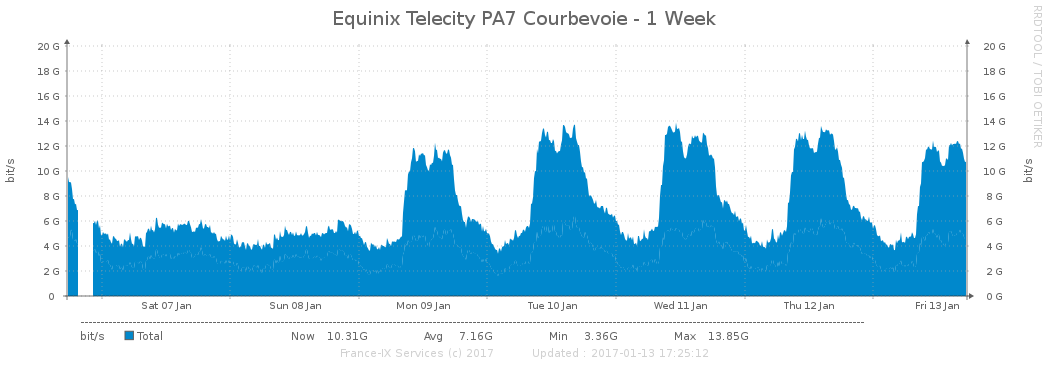 Equinix Telecity PA7 Courbevoie - 1 Week
RRDTOOL / TOBI OETIKER
20 G 20 G
18 G 18 G
16 G 16 G
14 G 14 G
12 G 12 G
10 G 10 G
8 G 8 G
6 G 6 G
4 G 4 G
2 G 2 G
0 0 G
bit/s bit/s
Sat 07 Jan Sun 08 Jan Mon 09 Jan Tue 10 Jan Wed 11 Jan Thu 12 Jan Fri 13 Jan
bit/s Total Now 10.31G Avg 7.16G Min 3.36G Max 13.85G
France-IX Services (c) 2017 Updated : 2017-01-13 17:25:12